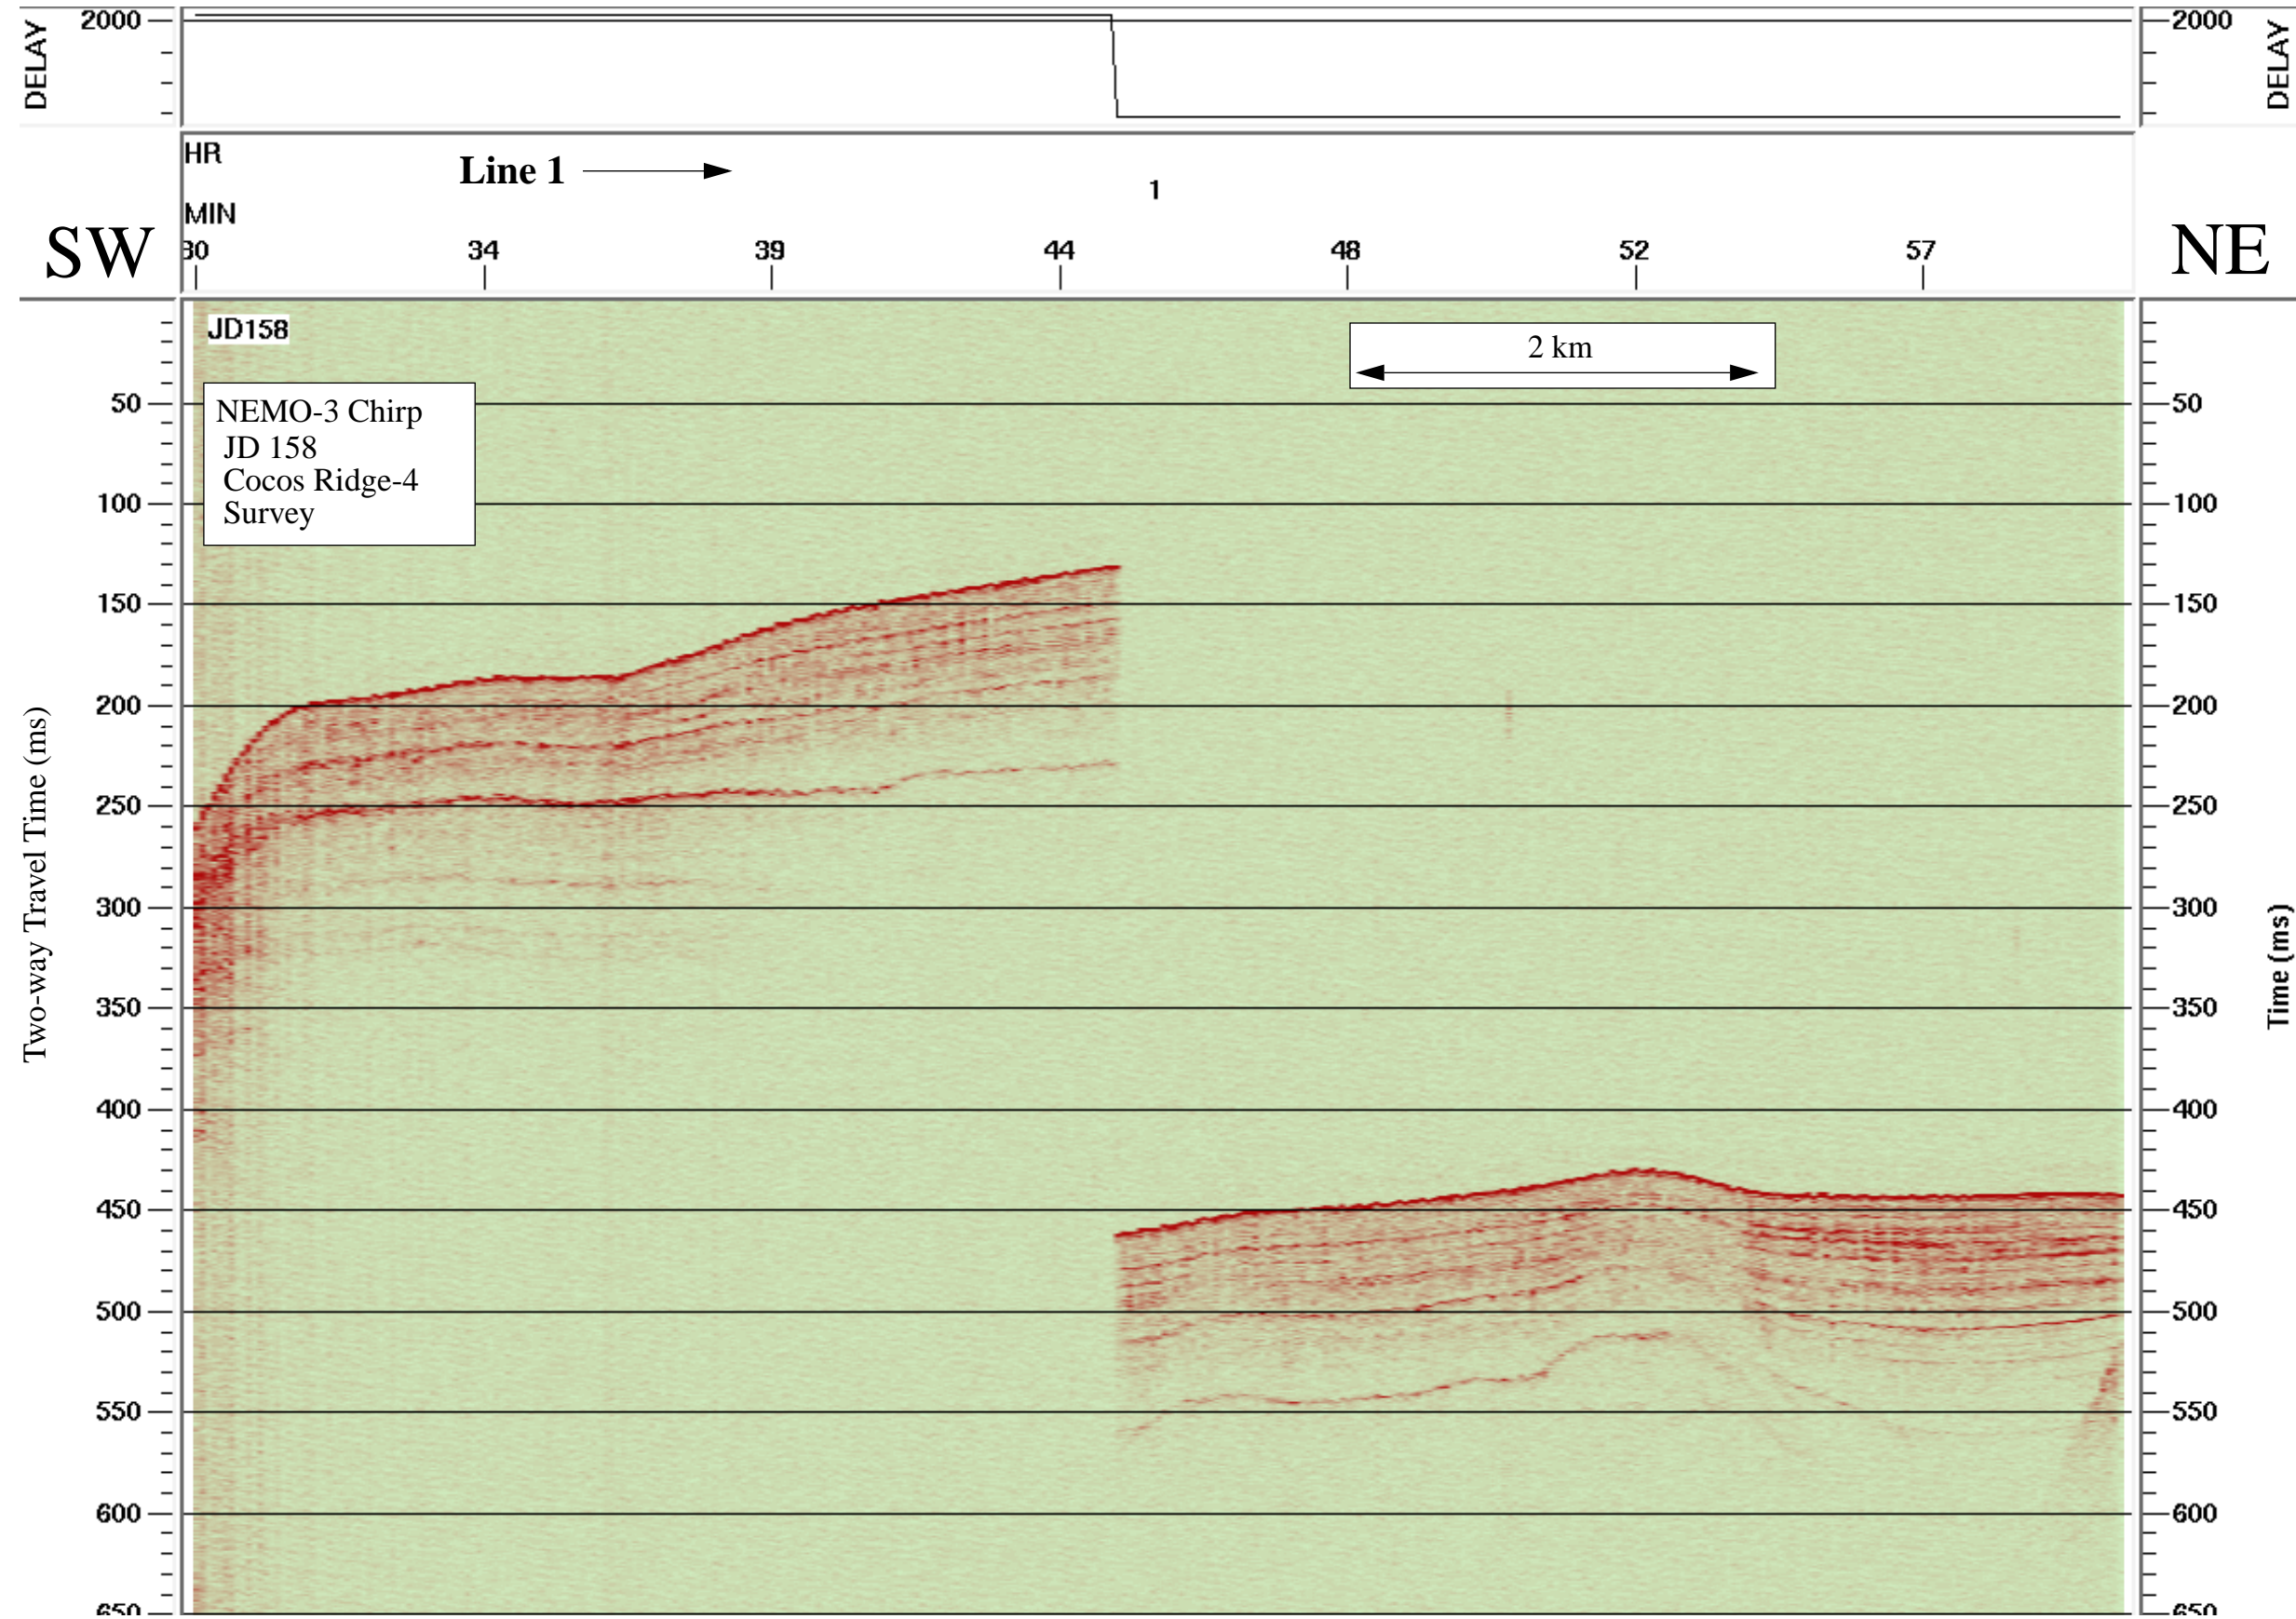 DELAY 2000 2000 DELAY
HR
Line 1
1
MIN
SW NE
30 34 39 44 48 52 57
JD158
2 km
NEMO-3 Chirp
JD 158
Cocos Ridge-4
Survey
50 50
100 100
150 150
200 200
250 250
300 300
350 350
400 400
450 450
500 500
550 550
600 600
650 650
Two-way Travel Time (ms)
Time (ms)